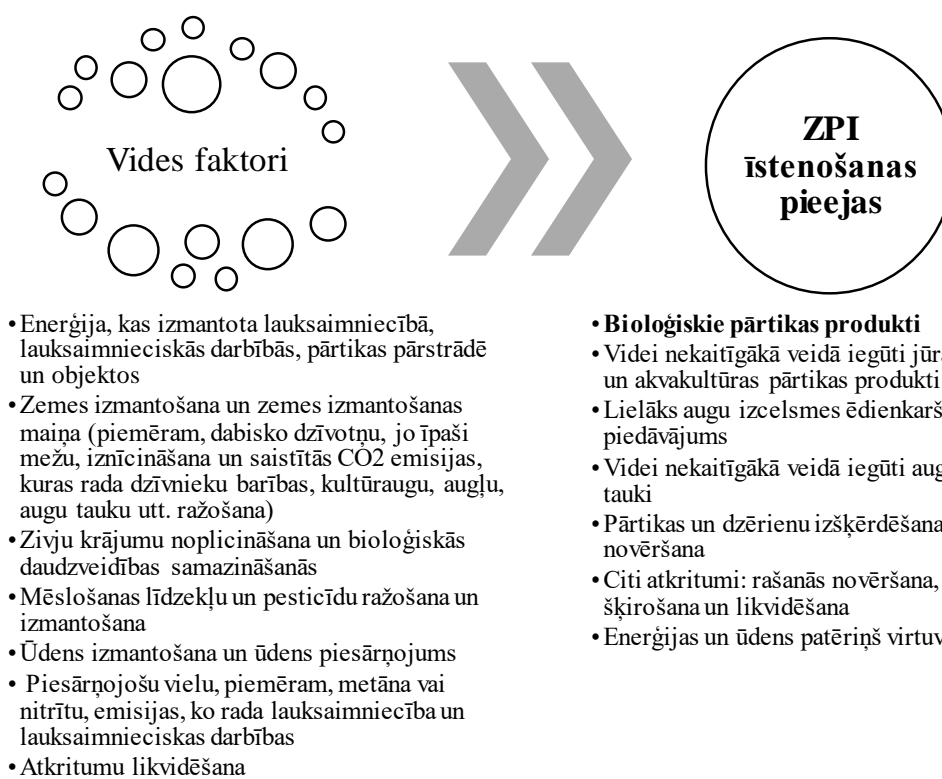 Vides faktori
ZPI
īstenošanas
pieejas
• Enerģija, kas izmantota lauksaimniecībā,
lauksaimnieciskās darbībās, pārtikas pārstrādē
un objektos
• Zemes izmantošana un zemes izmantošanas
maiņa (piemēram, dabisko dzīvotņu, jo īpaši
mežu, iznīcināšana un saistītās CO2 emisijas,
kuras rada dzīvnieku barības, kultūraugu, augļu,
augu tauku utt. ražošana)
• Zivju krājumu noplicināšana un bioloģiskās
daudzveidības samazināšanās
• Mēslošanas līdzekļu un pesticīdu ražošana un
izmantošana
• Ūdens izmantošana un ūdens piesārņojums
• Piesārņojošu vielu, piemēram, metāna vai
nitrītu, emisijas, ko rada lauksaimniecība un
lauksaimnieciskas darbības
• Atkritumu likvidēšana
• Bioloģiskie pārtikas produkti
• Videi nekaitīgākā veidā iegūti
un akvakultūras pārtikas produkti
• Lielāks augu izcelsmes
piedāvājums
• Videi nekaitīgākā veidā iegūti
tauki
• Pārtikas un dzērienu izšķērdēšana
novēršana
• Citi atkritumi: rašanās novēršana,
šķirošana un likvidēšana
• Enerģijas un ūdens patēriņš